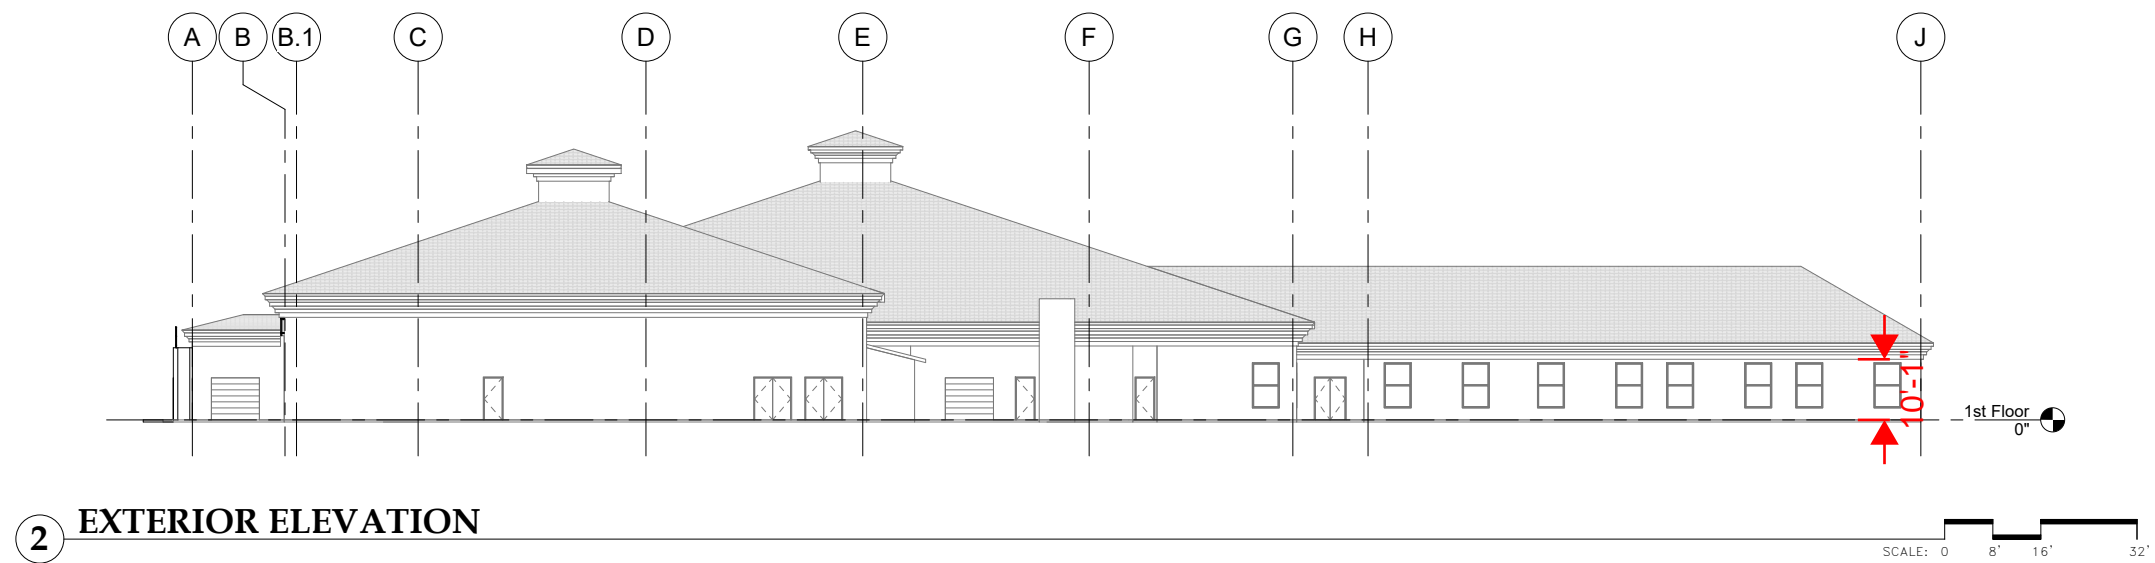 A B B.1 C D E F G H J
10'-1"
1st Floor
0"
2 EXTERIOR ELEVATION
SCALE: 0 8' 16' 32'